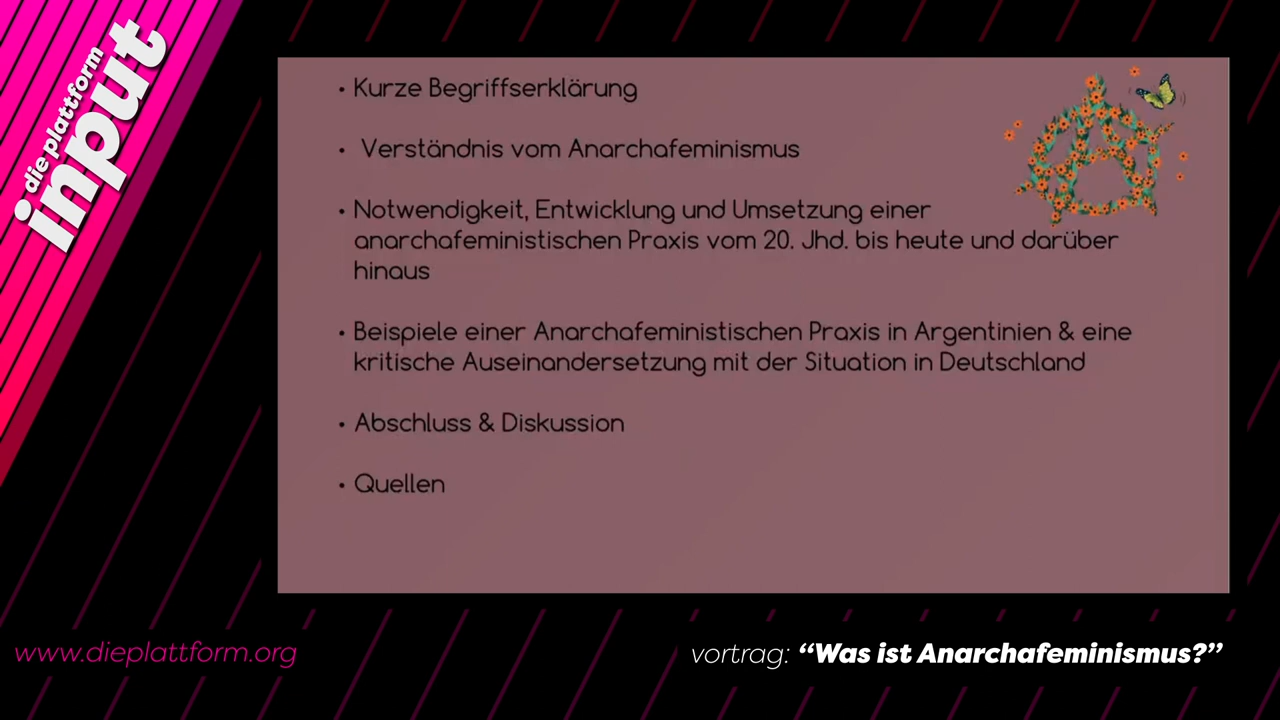 die plattform
input
• Kurze Begriffserklärung
• Verständnis vom Anarchafeminismus
• Notwendigkeit, Entwicklung und Umsetzung einer
anarchafeministischen Praxis vom 20. Jhd. bis heute und darüber
hinaus
• Beispiele einer Anarchafeministischen Praxis in Argentinien & eine
kritische Auseinandersetzung mit der Situation in Deutschland
• Abschluss & Diskussion
• Quellen
www.dieplattform.org
vortrag: “Was ist Anarchafeminismus?”